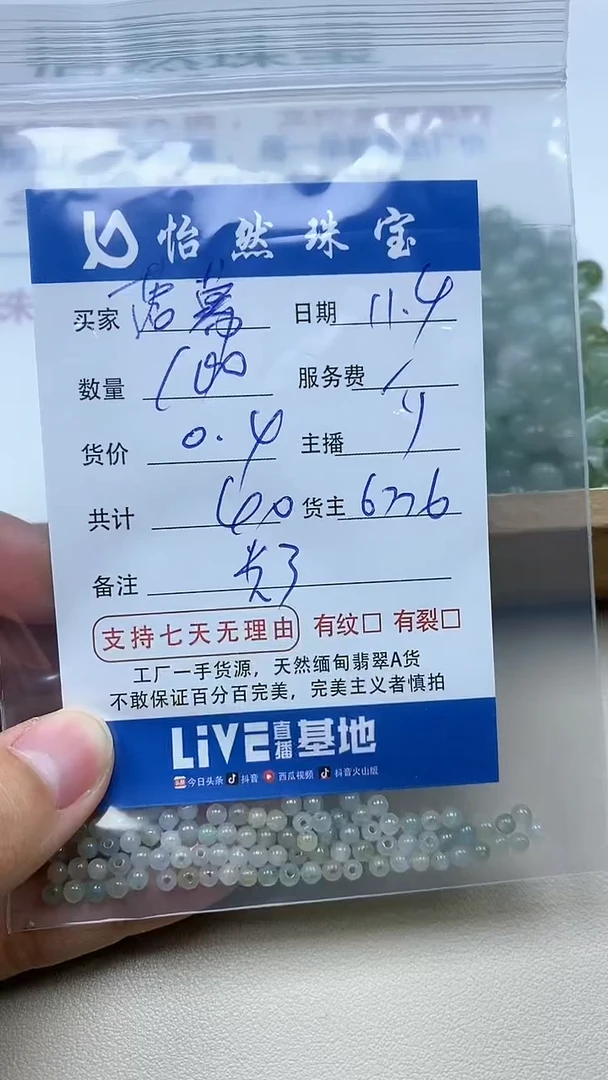 怡然珠宝
买家 日期 11.4
数量 100 服务费 /
货价 0.4 主播 y
共计 40 货主 6776
备注
支持七天无理由 有纹□ 有裂□
工厂一手货源，天然缅甸翡翠A货
不敢保证百分百完美，完美主义者慎拍
LiVE直播基地
今日头条 抖音 西瓜视频 抖音火山版